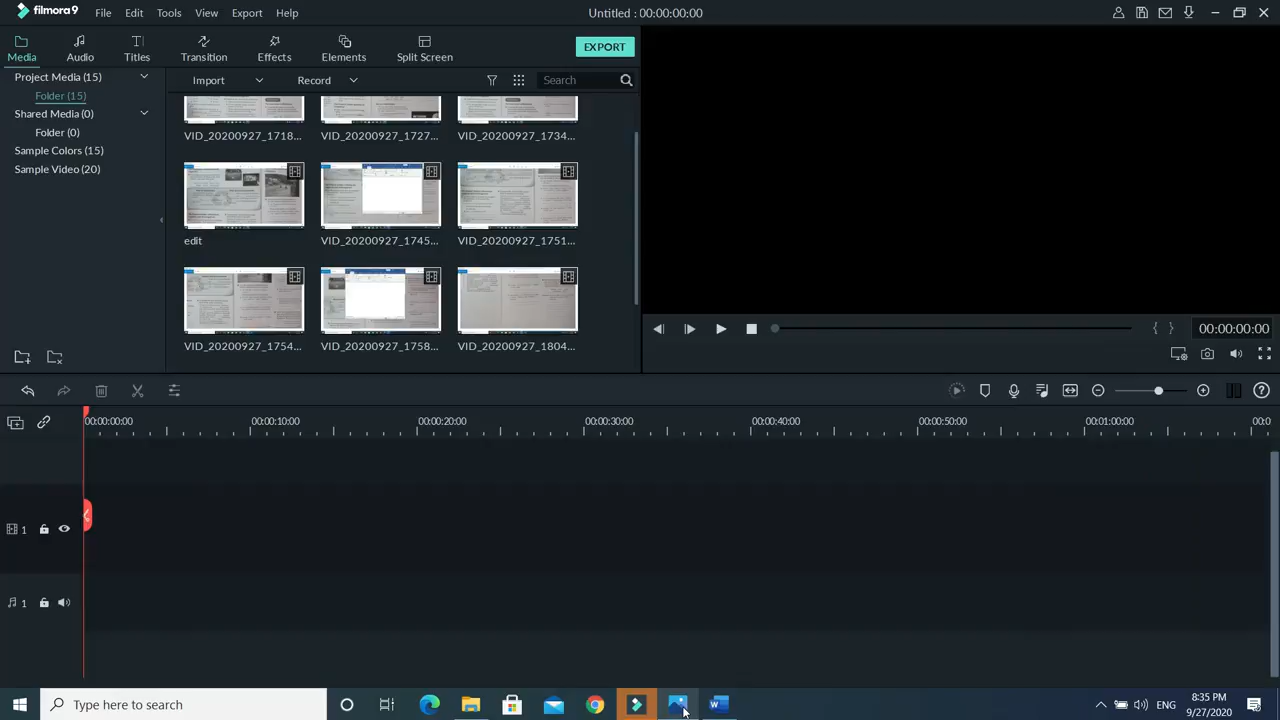 filmora9 File Edit Tools View Export Help Untitled : 00:00:00:00
Media Audio Titles Transition Effects Elements Split Screen EXPORT
Project Media (15)
Folder (15)
Shared Media(0)
Folder (0)
Sample Colors (15)
Sample Video (20)
Import Record Search
VID_20200927_1718... VID_20200927_1727... VID_20200927_1734...
edit VID_20200927_1745... VID_20200927_1751...
VID_20200927_1754... VID_20200927_1758... VID_20200927_1804...
00:00:00:00
00:00:00:00 00:00:10:00 00:00:20:00 00:00:30:00 00:00:40:00 00:00:50:00 00:01:00:00 00:0
1
1
Type here to search
ENG
8:35 PM
9/27/2020